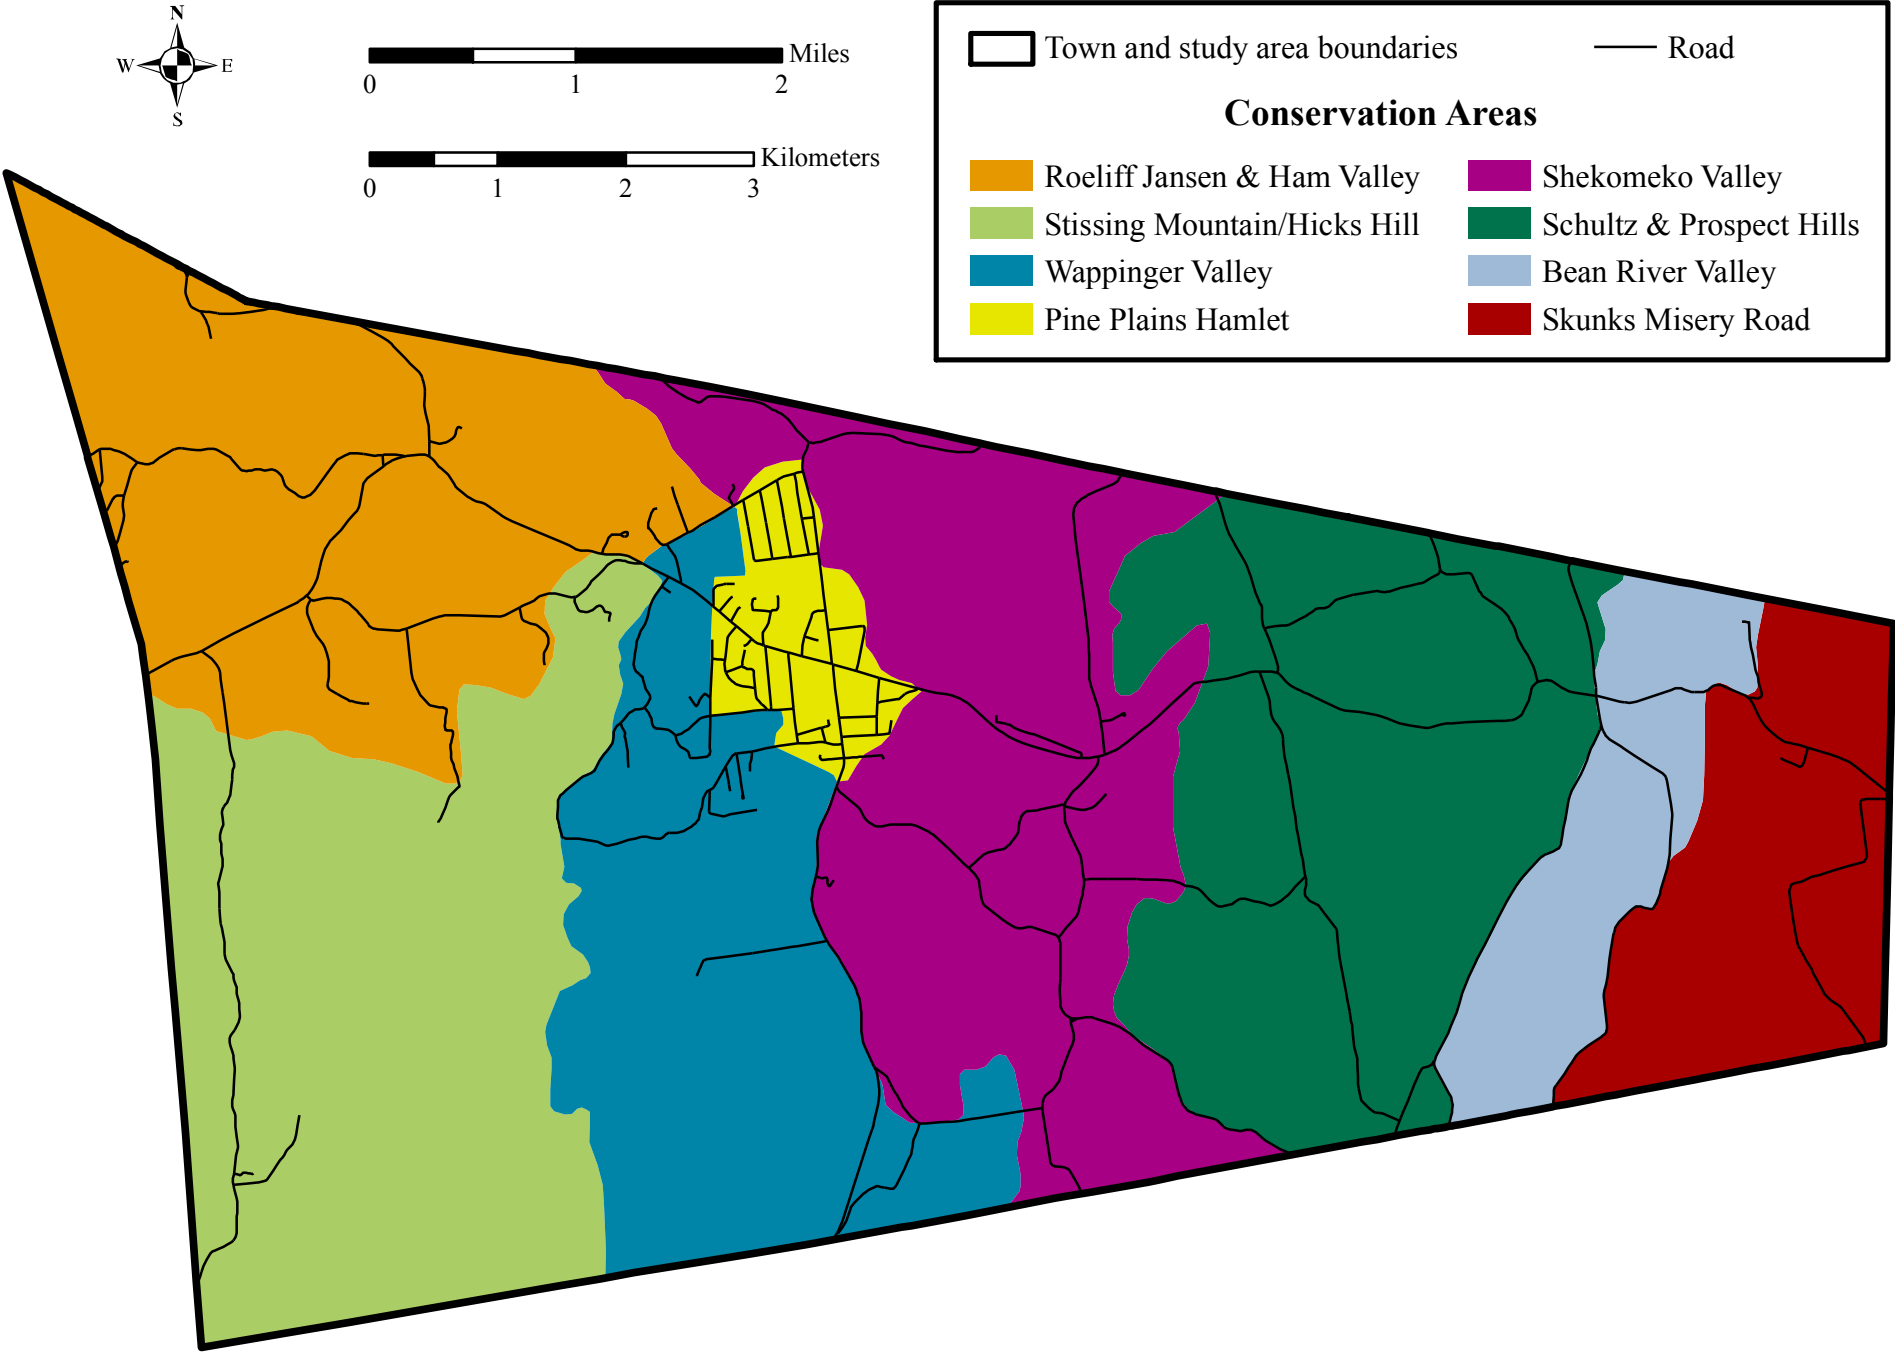 N
W E
S
Miles
0 1 2
Kilometers
0 1 2 3
Town and study area boundaries
Road
Conservation Areas
Roeliff Jansen & Ham Valley
Stissing Mountain/Hicks Hill
Wappinger Valley
Pine Plains Hamlet
Shekomeko Valley
Schultz & Prospect Hills
Bean River Valley
Skunks Misery Road